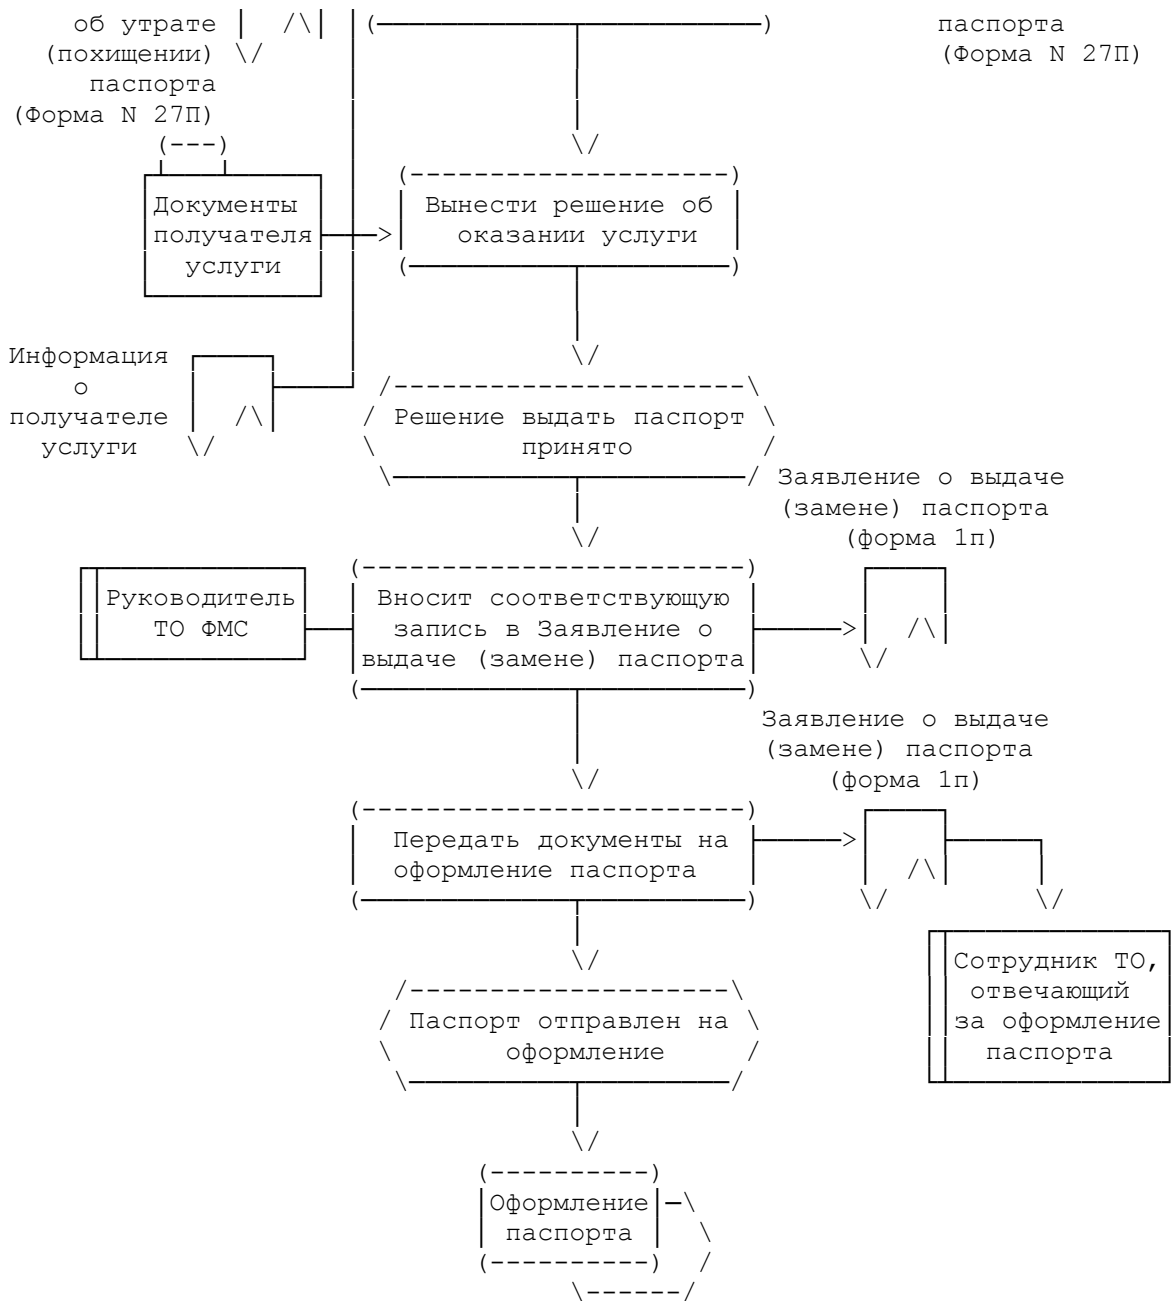 об утрате
(похищении)
паспорта
(Форма N 27П)
паспорта
(Форма N 27П)
Документы
получателя
услуги
Вынести решение об
оказании услуги
Информация
о
получателе
услуги
Решение выдать паспорт
принято
Заявление о выдаче
(замене) паспорта
(форма 1п)
Руководитель
ТО ФМС
Вносит соответствующую
запись в Заявление о
выдаче (замене) паспорта
Заявление о выдаче
(замене) паспорта
(форма 1п)
Передать документы на
оформление паспорта
Сотрудник ТО,
отвечающий
за оформление
паспорта
Паспорт отправлен на
оформление
Оформление
паспорта